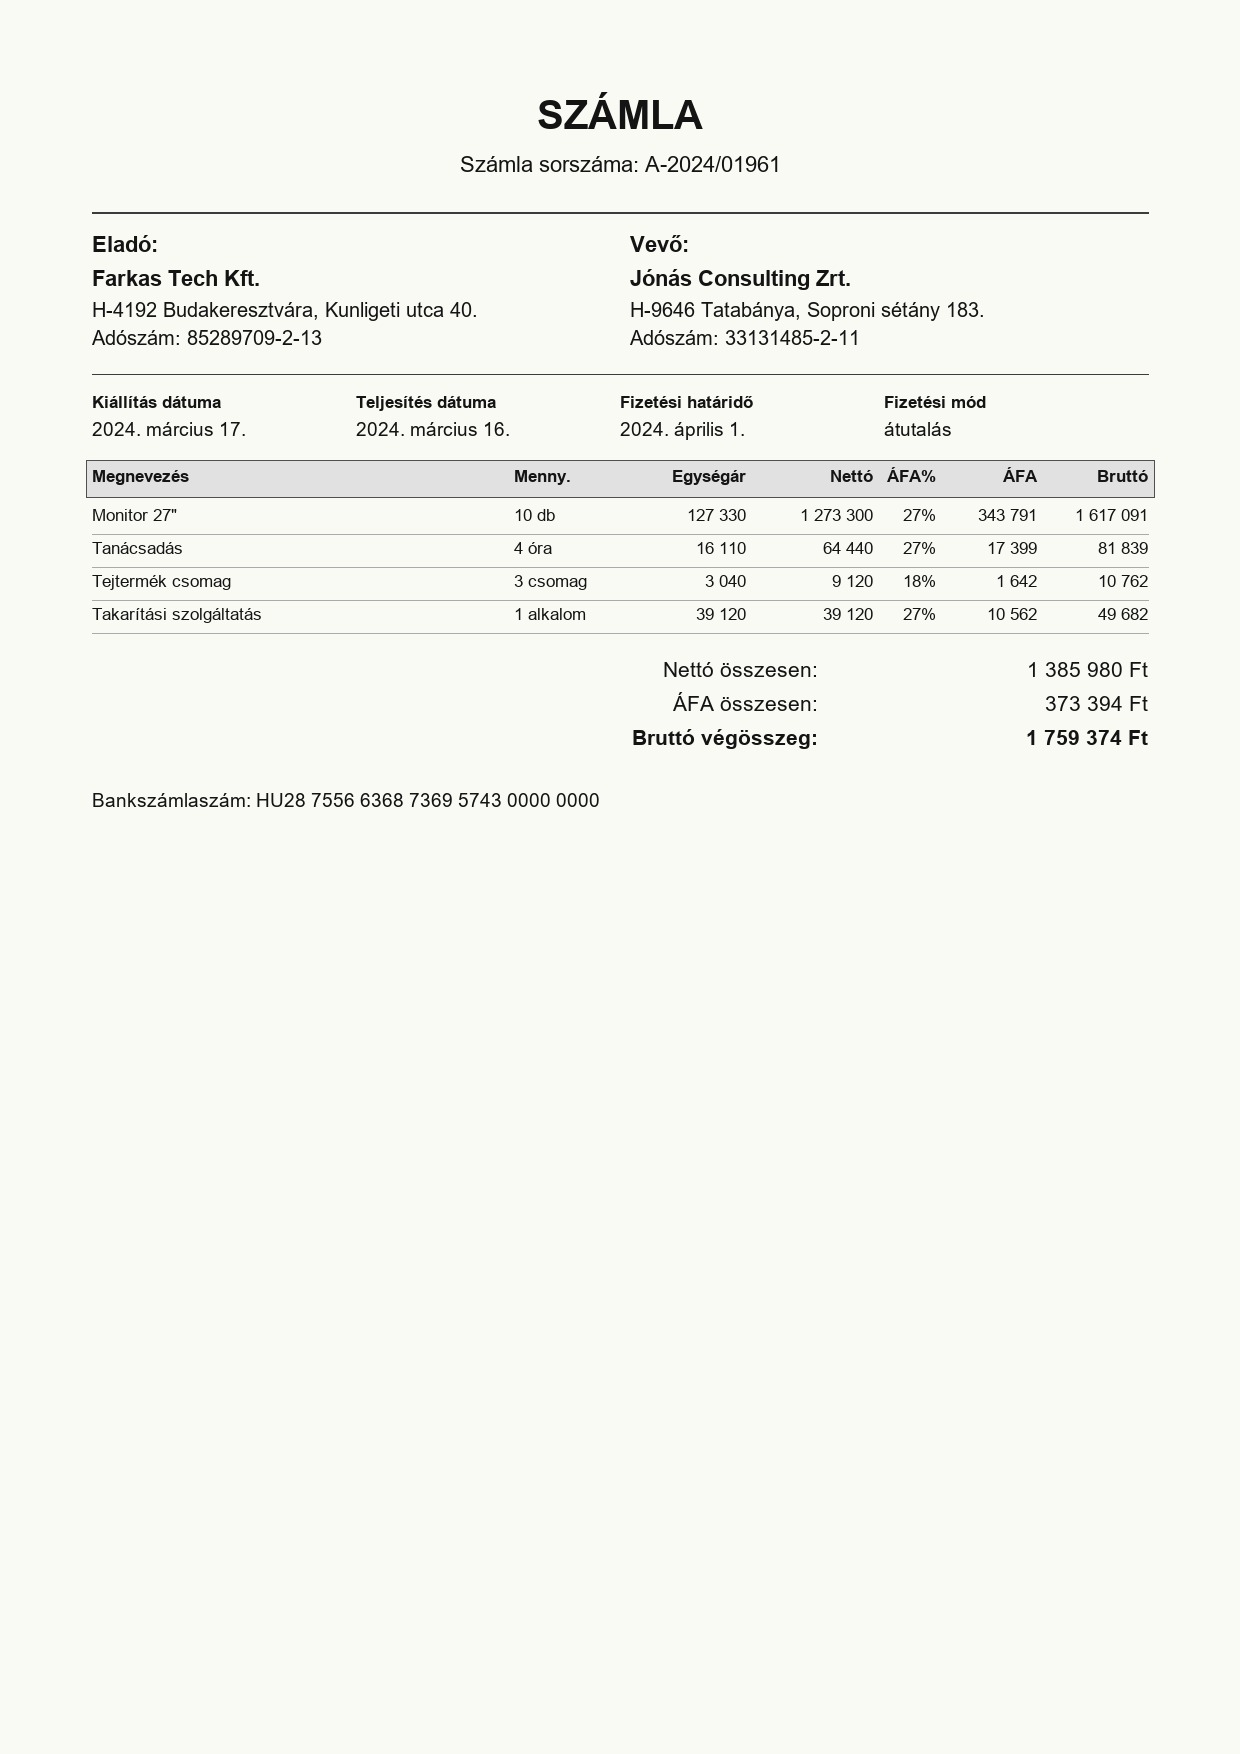 SZÁMLA
Számla sorszáma: A-2024/01961
Eladó:
Farkas Tech Kft.
H-4192 Budakeresztvára, Kunligeti utca 40.
Adószám: 85289709-2-13
Vevő:
Jónás Consulting Zrt.
H-9646 Tatabánya, Soproni sétány 183.
Adószám: 33131485-2-11
Kiállítás dátuma Teljesítés dátuma Fizetési határidő Fizetési mód
2024. március 17. 2024. március 16. 2024. április 1. átutalás
Megnevezés Menny. Egységár Nettó ÁFA% ÁFA Bruttó
Monitor 27" 10 db 127 330 1 273 300 27% 343 791 1 617 091
Tanácsadás 4 óra 16 110 64 440 27% 17 399 81 839
Tejtermék csomag 3 csomag 3 040 9 120 18% 1 642 10 762
Takarítási szolgáltatás 1 alkalom 39 120 39 120 27% 10 562 49 682
Nettó összesen: 1 385 980 Ft
ÁFA összesen: 373 394 Ft
Bruttó végösszeg: 1 759 374 Ft
Bankszámlaszám: HU28 7556 6368 7369 5743 0000 0000